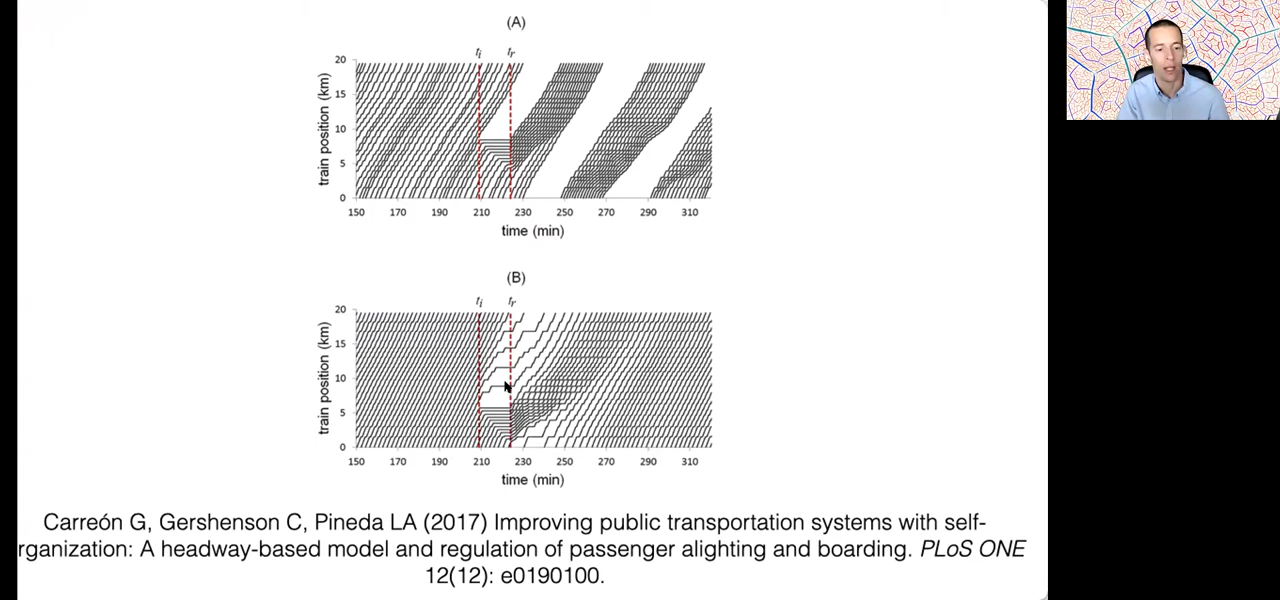 (A)
ti tr
20
15
10
5
0
train position (km)
150 170 190 210 230 250 270 290 310
time (min)
(B)
ti tr
20
15
10
5
0
train position (km)
150 170 190 210 230 250 270 290 310
time (min)
Carreón G, Gershenson C, Pineda LA (2017) Improving public transportation systems with self-
rganization: A headway-based model and regulation of passenger alighting and boarding. PLoS ONE
12(12): e0190100.